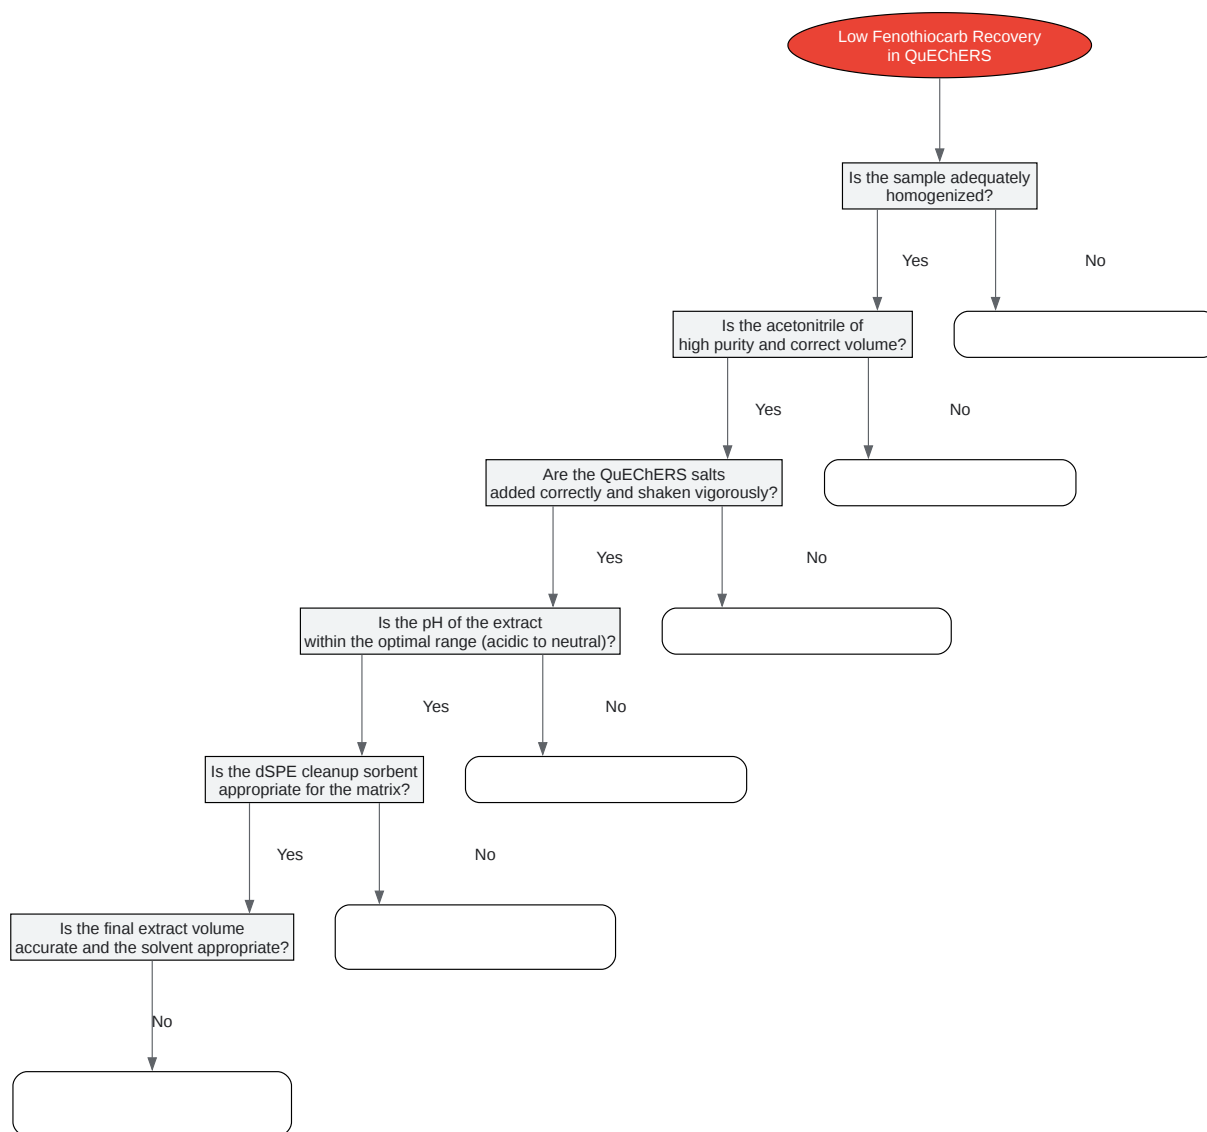 Low Fenothiocarb Recovery
in QuEChERS
Is the sample adequately
homogenized?
Yes
No
Is the acetonitrile of
high purity and correct volume?
Yes
No
Are the QuEChERS salts
added correctly and shaken vigorously?
Yes
No
Is the pH of the extract
within the optimal range (acidic to neutral)?
Yes
No
Is the dSPE cleanup sorbent
appropriate for the matrix?
Yes
No
Is the final extract volume
accurate and the solvent appropriate?
No